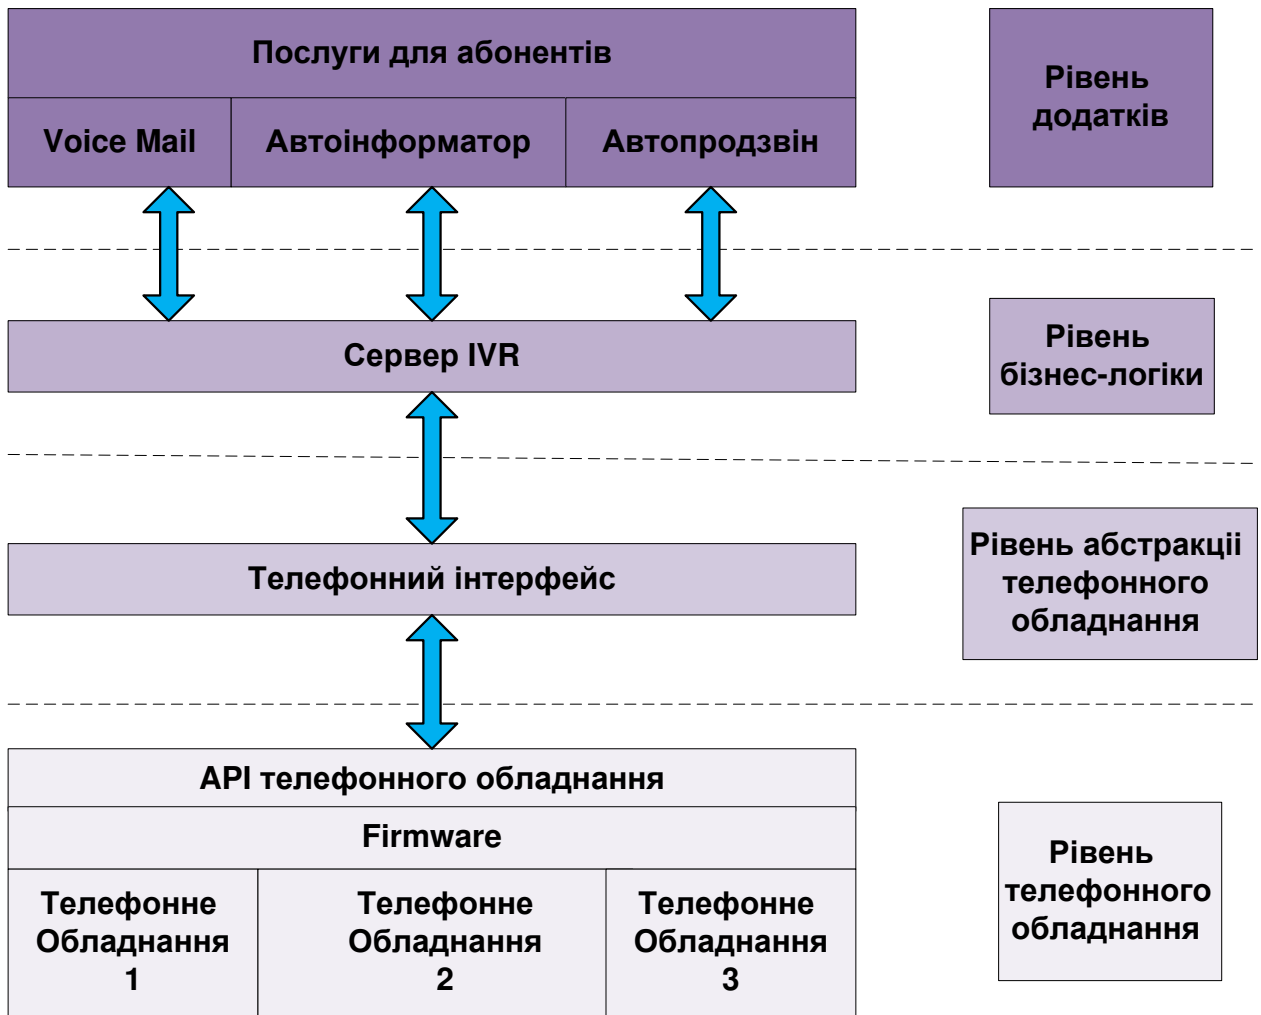 Послуги для абонентів
Voice Mail
Автоінформатор
Автопродзвін
Рівень
додатків
Сервер IVR
Рівень
бізнес-логіки
Телефонний інтерфейс
Рівень абстракціі
телефонного
обладнання
API телефонного обладнання
Firmware
Телефонне
Обладнання
1
Телефонне
Обладнання
2
Телефонне
Обладнання
3
Рівень
телефонного
обладнання